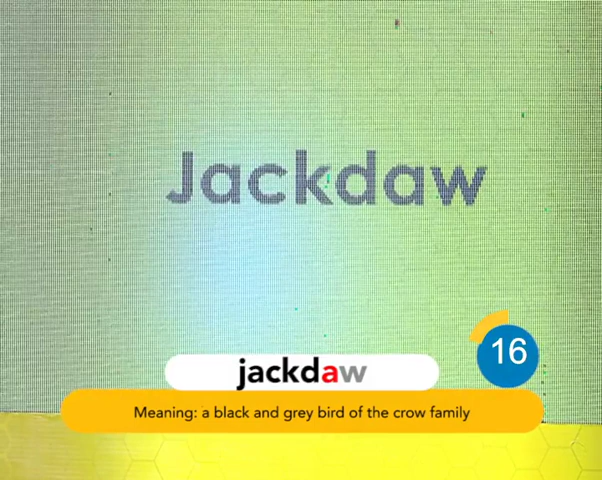 Jackdaw
jackdaw
16
Meaning: a black and grey bird of the crow family